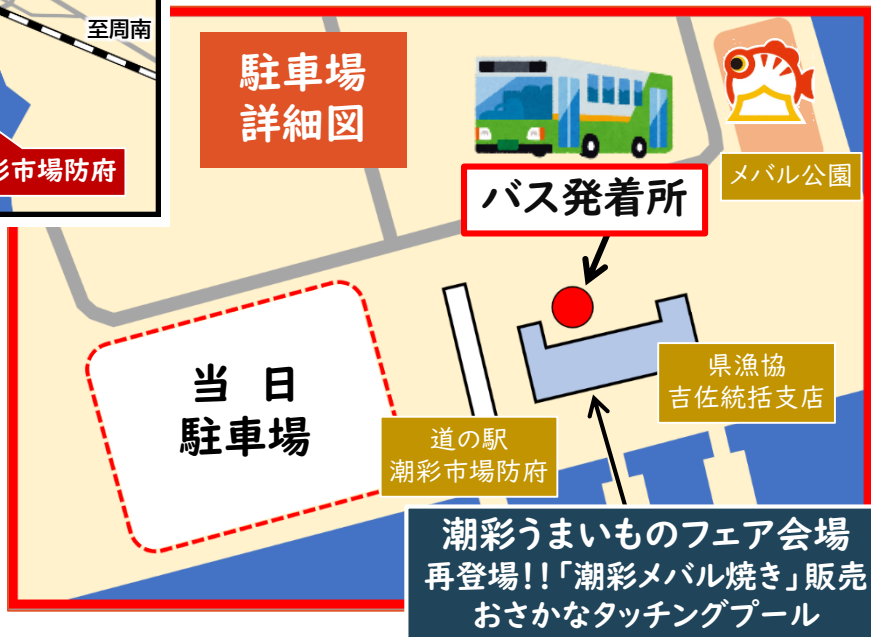 至周南
彩市場防府
駐車場
詳細図
バス発着所
メバル公園
当日
駐車場
県漁協
吉佐統括支店
道の駅
潮彩市場防府
潮彩うまいものフェア会場
再登場!!「潮彩メバル焼き」販売
おさかなタッチングプール